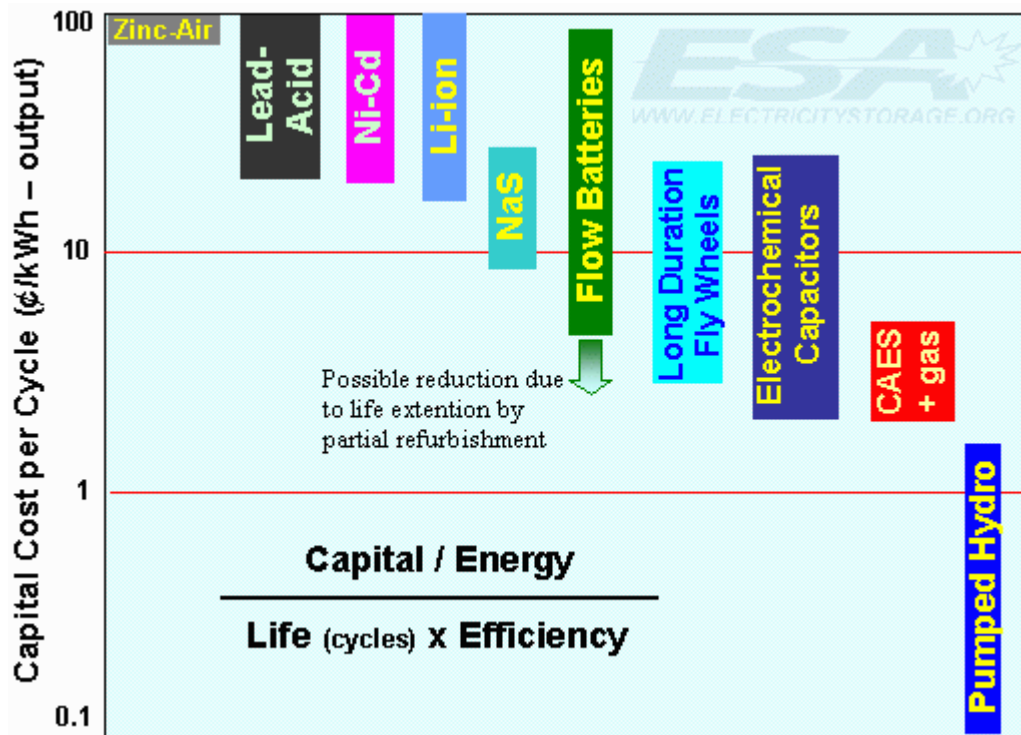 Capital Cost per Cycle (¢/kWh – output)
100
10
1
0.1
Zinc-Air
Lead-
Acid
Ni-Cd
Li-ion
NaS
Flow Batteries
Long Duration
Fly Wheels
Electrochemical
Capacitors
CAES
+ gas
Pumped Hydro
ESA
WWW.ELECTRICITYSTORAGE.ORG
Possible reduction due
to life extention by
partial refurbishment
Capital / Energy
Life (cycles) x Efficiency